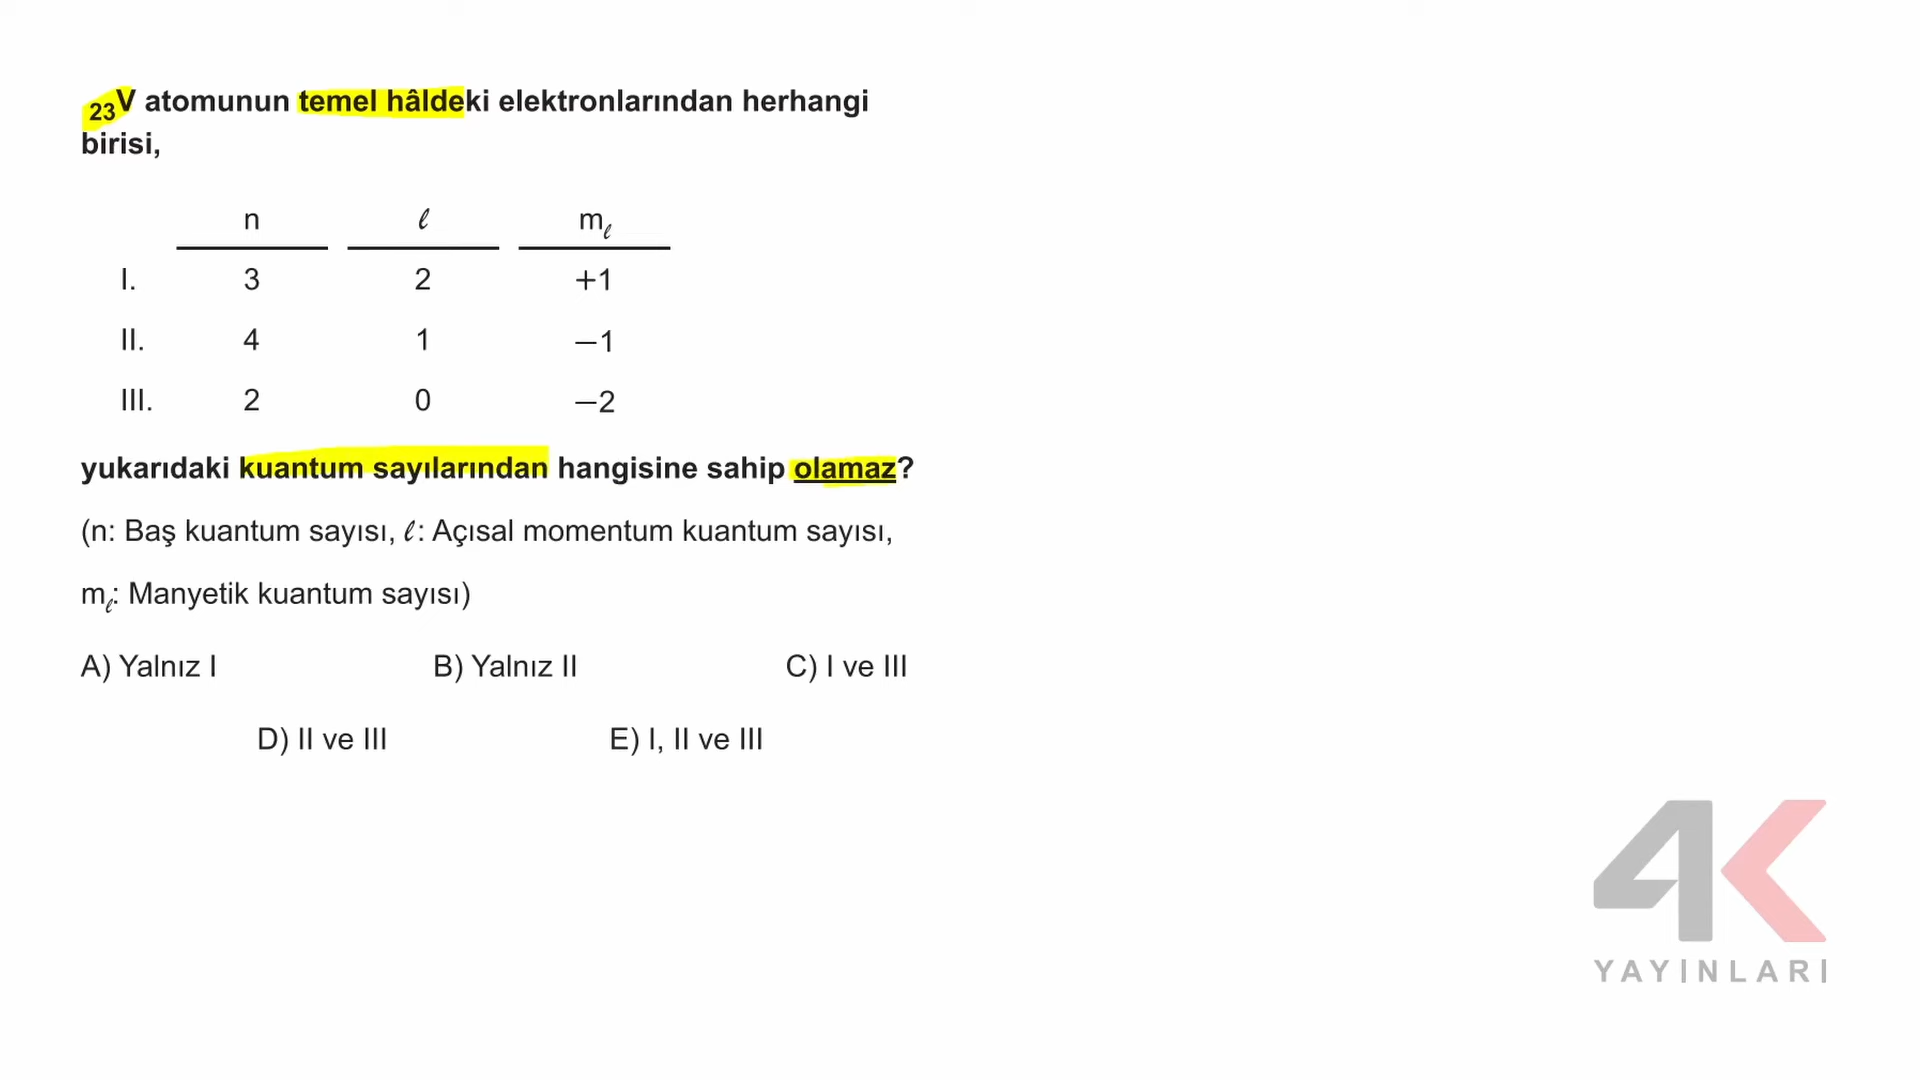 23V atomunun temel hâldeki elektronlarından herhangi
birisi,
n ℓ mℓ
I. 3 2 +1
II. 4 1 −1
III. 2 0 −2
yukarıdaki kuantum sayılarından hangisine sahip olamaz?
(n: Baş kuantum sayısı, ℓ: Açısal momentum kuantum sayısı,
mℓ: Manyetik kuantum sayısı)
A) Yalnız I B) Yalnız II C) I ve III
D) II ve III E) I, II ve III
4K
YAYINLARI